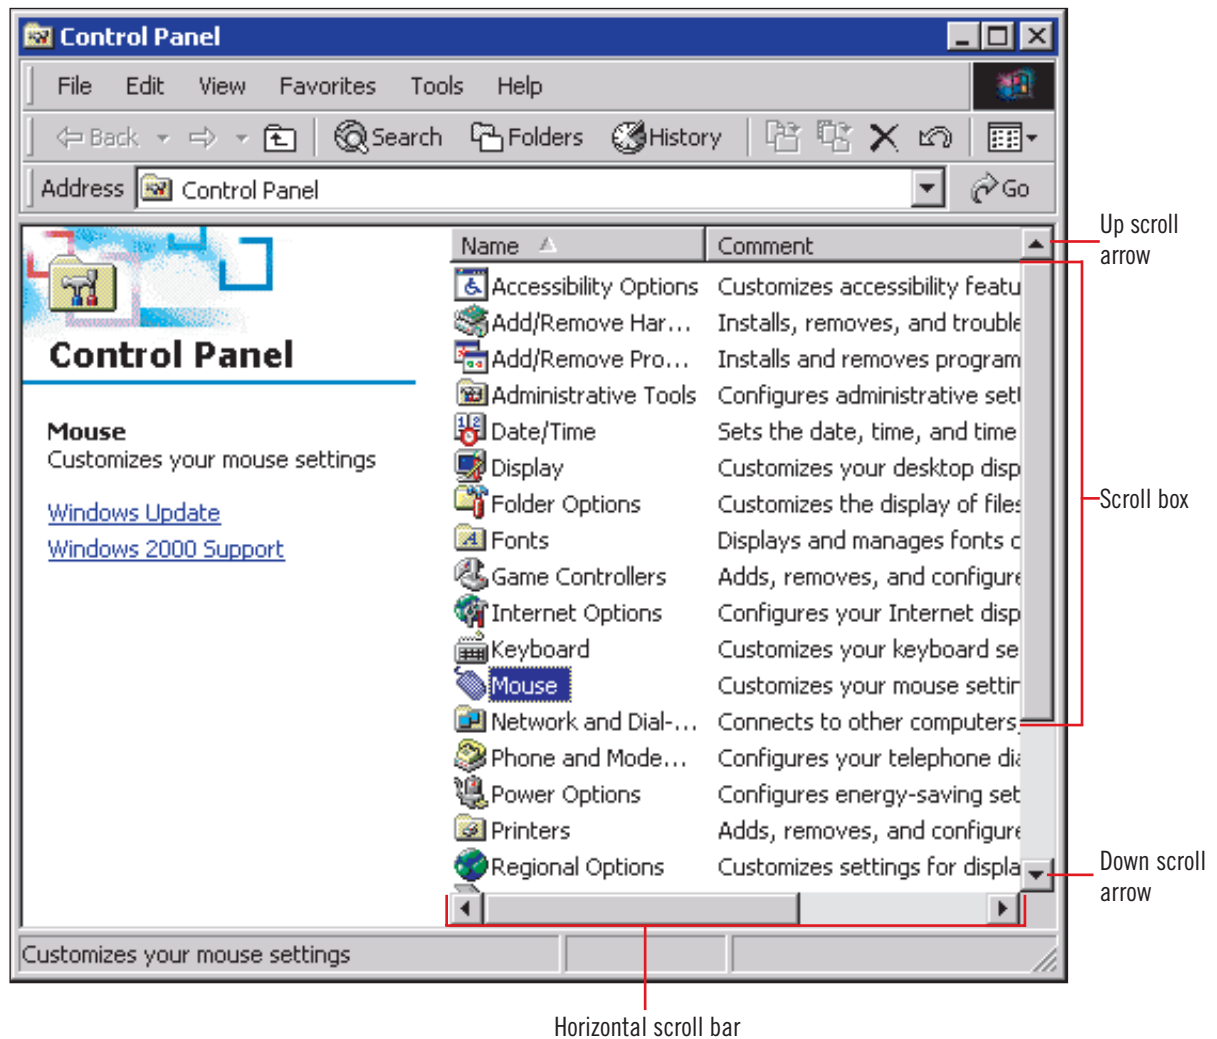 Control Panel
File Edit View Favorites Tools Help
Back Search Folders History
Address Control Panel Go
Up scroll
arrow
Name Comment
Accessibility Options Customizes accessibility featu
Add/Remove Har... Installs, removes, and trouble
Add/Remove Pro... Installs and removes program
Administrative Tools Configures administrative sett
Date/Time Sets the date, time, and time
Display Customizes your desktop disp
Folder Options Customizes the display of files
Fonts Displays and manages fonts o
Game Controllers Adds, removes, and configure
Internet Options Configures your Internet disp
Keyboard Customizes your keyboard se
Mouse Customizes your mouse settin
Network and Dial-... Connects to other computers,
Phone and Mode... Configures your telephone dia
Power Options Configures energy-saving set
Printers Adds, removes, and configure
Regional Options Customizes settings for displa
Control Panel
Mouse
Customizes your mouse settings
Windows Update
Windows 2000 Support
Scroll box
Down scroll
arrow
Customizes your mouse settings
Horizontal scroll bar